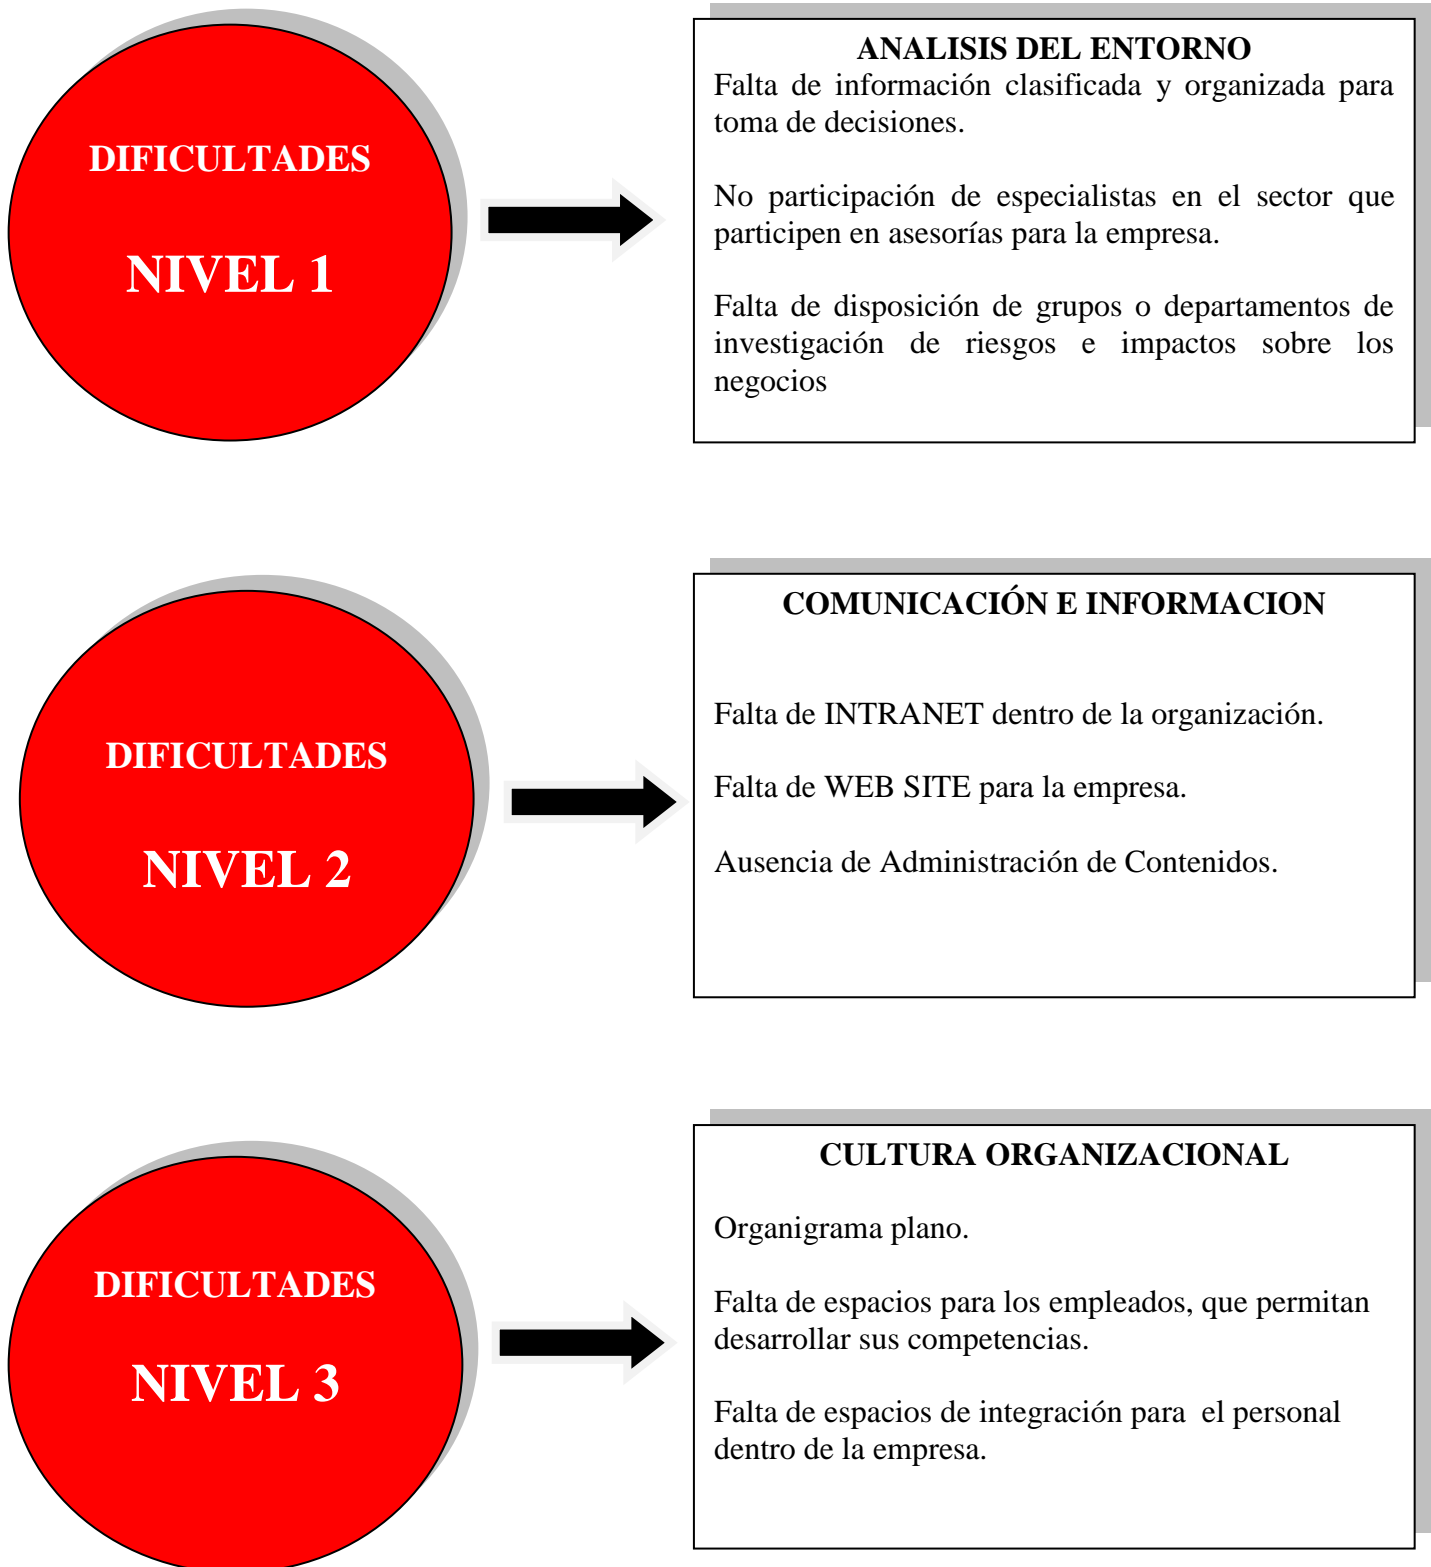 DIFICULTADES
NIVEL 1
ANALISIS DEL ENTORNO
Falta de información clasificada y organizada para
toma de decisiones.
No participación de especialistas en el sector que
participen en asesorías para la empresa.
Falta de disposición de grupos o departamentos de
investigación de riesgos e impactos sobre los
negocios
DIFICULTADES
NIVEL 2
COMUNICACIÓN E INFORMACION
Falta de INTRANET dentro de la organización.
Falta de WEB SITE para la empresa.
Ausencia de Administración de Contenidos.
DIFICULTADES
NIVEL 3
CULTURA ORGANIZACIONAL
Organigrama plano.
Falta de espacios para los empleados, que permitan
desarrollar sus competencias.
Falta de espacios de integración para  el personal
dentro de la empresa.